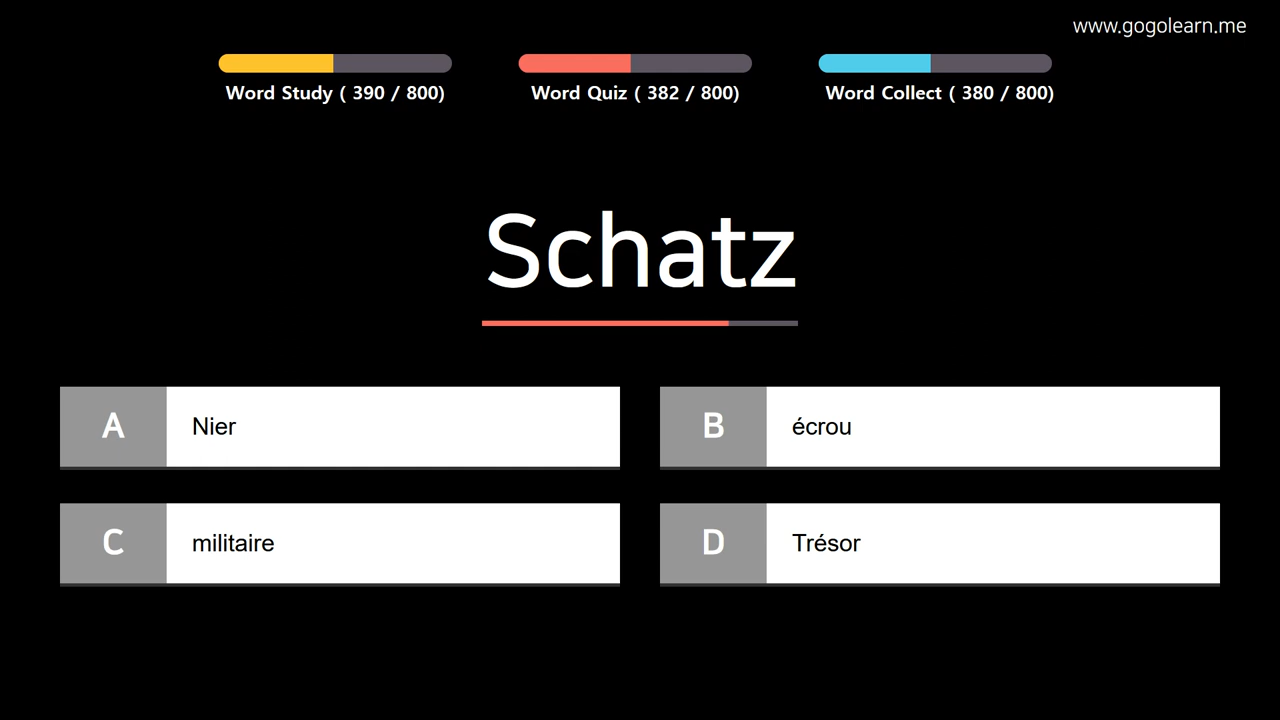 www.gogolearn.me
Word Study ( 390 / 800)
Word Quiz ( 382 / 800)
Word Collect ( 380 / 800)
Schatz
A Nier
B écrou
C militaire
D Trésor